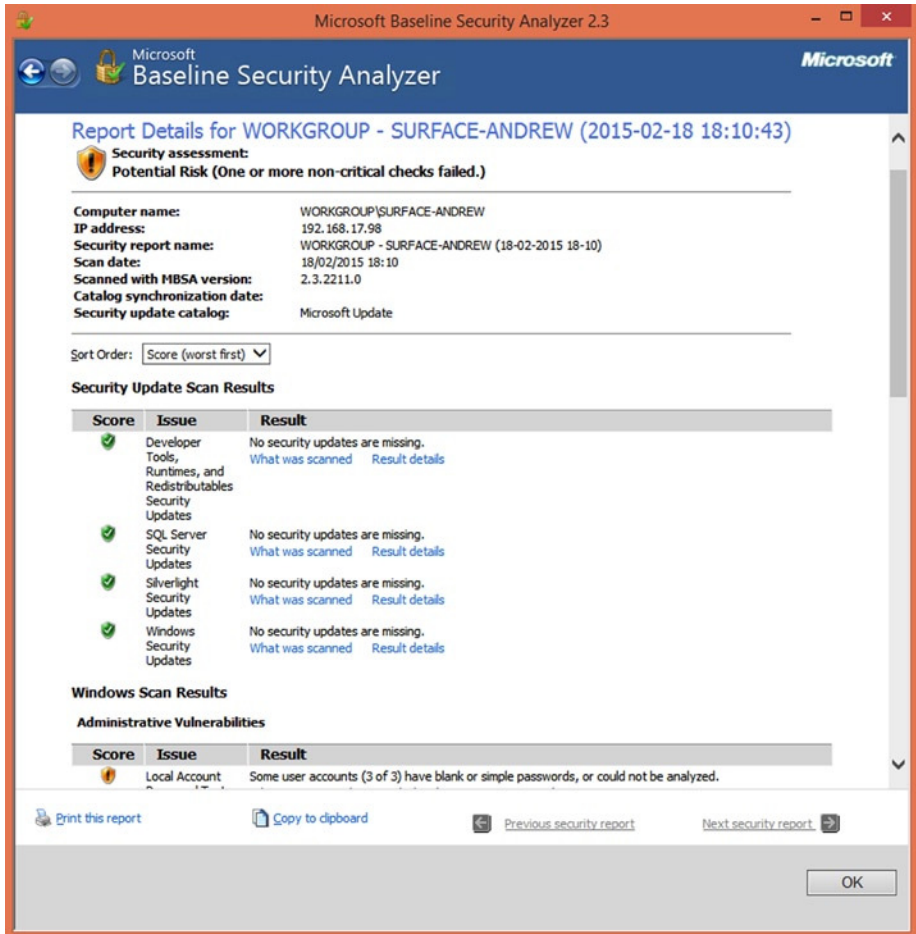 Microsoft Baseline Security Analyzer 2.3
Microsoft
Baseline Security Analyzer
Microsoft
Report Details for WORKGROUP - SURFACE-ANDREW (2015-02-18 18:10:43)
Security assessment:
Potential Risk (One or more non-critical checks failed.)
Computer name: WORKGROUP\SURFACE-ANDREW
IP address: 192.168.17.98
Security report name: WORKGROUP - SURFACE-ANDREW (18-02-2015 18-10)
Scan date: 18/02/2015 18:10
Scanned with MBSA version: 2.3.2211.0
Catalog synchronization date:
Security update catalog: Microsoft Update
Sort Order: Score (worst first)
Security Update Scan Results
Score Issue Result
Developer No security updates are missing.
Tools, What was scanned Result details
Runtimes, and
Redistributables
Security
Updates
SQL Server No security updates are missing.
Security What was scanned Result details
Updates
Silverlight No security updates are missing.
Security What was scanned Result details
Updates
Windows No security updates are missing.
Security What was scanned Result details
Updates
Windows Scan Results
Administrative Vulnerabilities
Score Issue Result
Local Account Some user accounts (3 of 3) have blank or simple passwords, or could not be analyzed.
Print this report Copy to clipboard Previous security report Next security report
OK